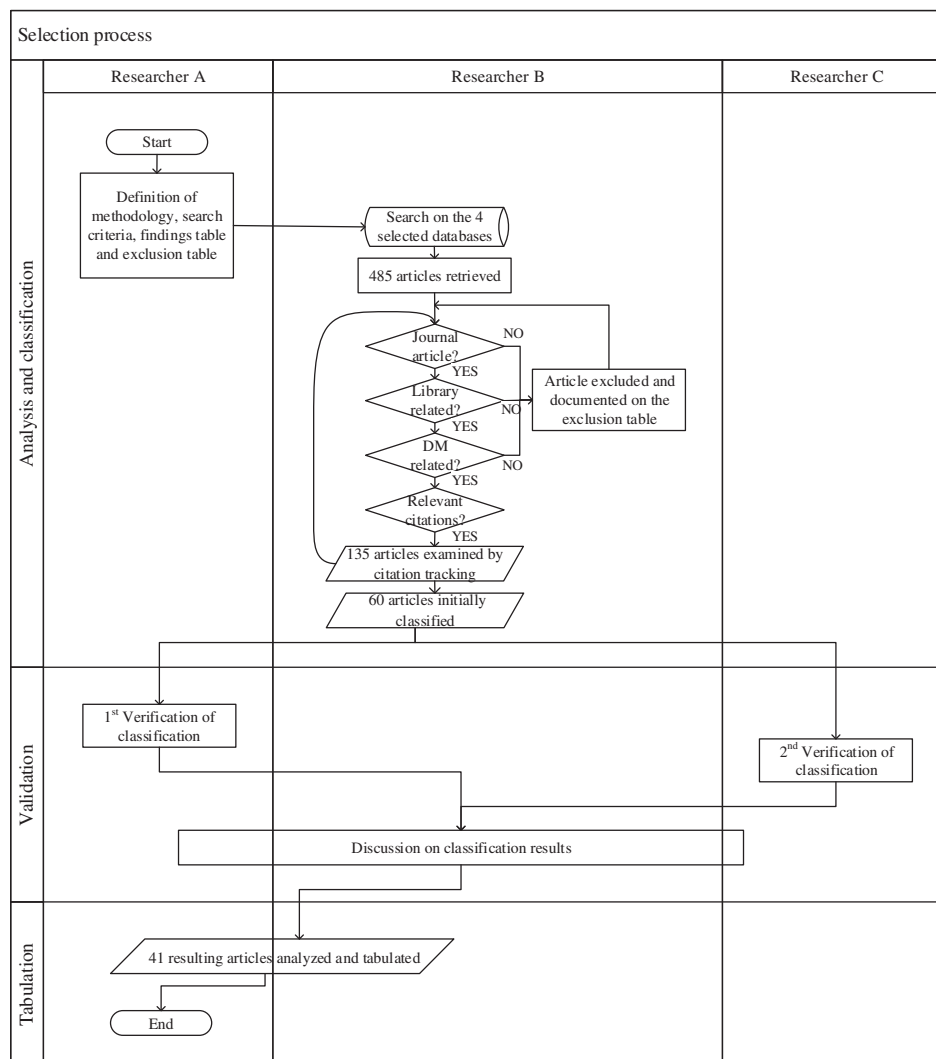 Selection process
Researcher A
Researcher B
Researcher C
Analysis and classification
Start
Definition of
methodology, search
criteria, findings table
and exclusion table
Search on the 4
selected databases
485 articles retrieved
Journal
article?
NO
YES
Library
related?
NO
YES
Article excluded and
documented on the
exclusion table
DM
related?
NO
YES
Relevant
citations?
YES
135 articles examined by
citation tracking
60 articles initially
classified
Validation
1st Verification of
classification
2nd Verification of
classification
Discussion on classification results
Tabulation
41 resulting articles analyzed and tabulated
End